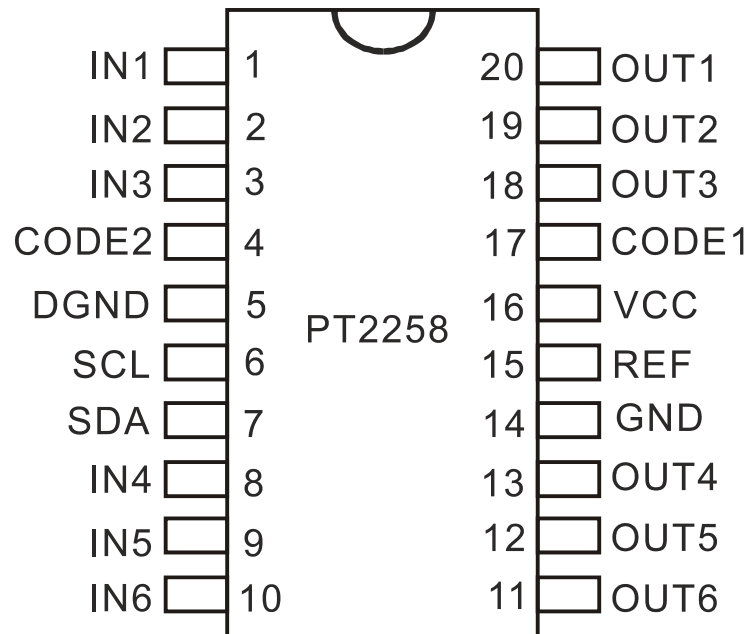 IN1 1 20 OUT1
IN2 2 19 OUT2
IN3 3 18 OUT3
CODE2 4 17 CODE1
DGND 5 16 VCC
PT2258
SCL 6 15 REF
SDA 7 14 GND
IN4 8 13 OUT4
IN5 9 12 OUT5
IN6 10 11 OUT6